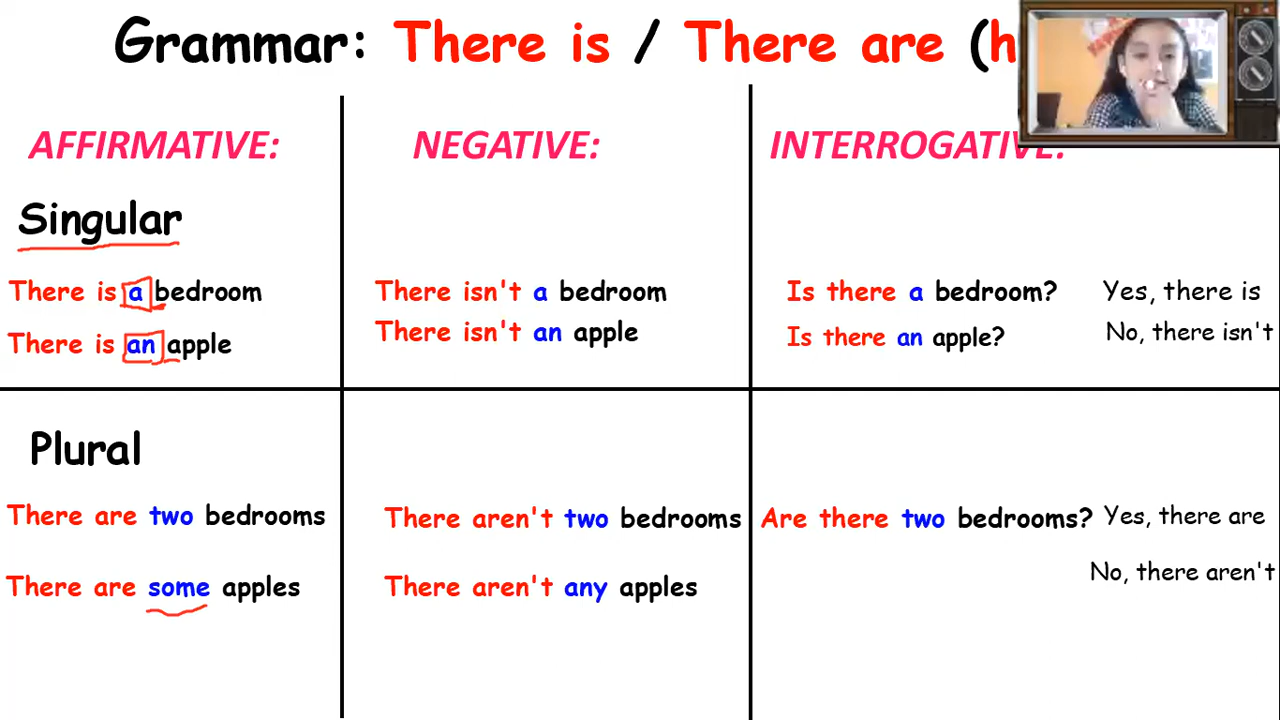 Grammar: There is / There are (h
AFFIRMATIVE:
NEGATIVE:
INTERROGATIVE:
Singular
There is a bedroom
There is an apple
There isn't a bedroom
There isn't an apple
Is there a bedroom?
Yes, there is
Is there an apple?
No, there isn't
Plural
There are two bedrooms
There are some apples
There aren't two bedrooms
There aren't any apples
Are there two bedrooms?
Yes, there are
No, there aren't